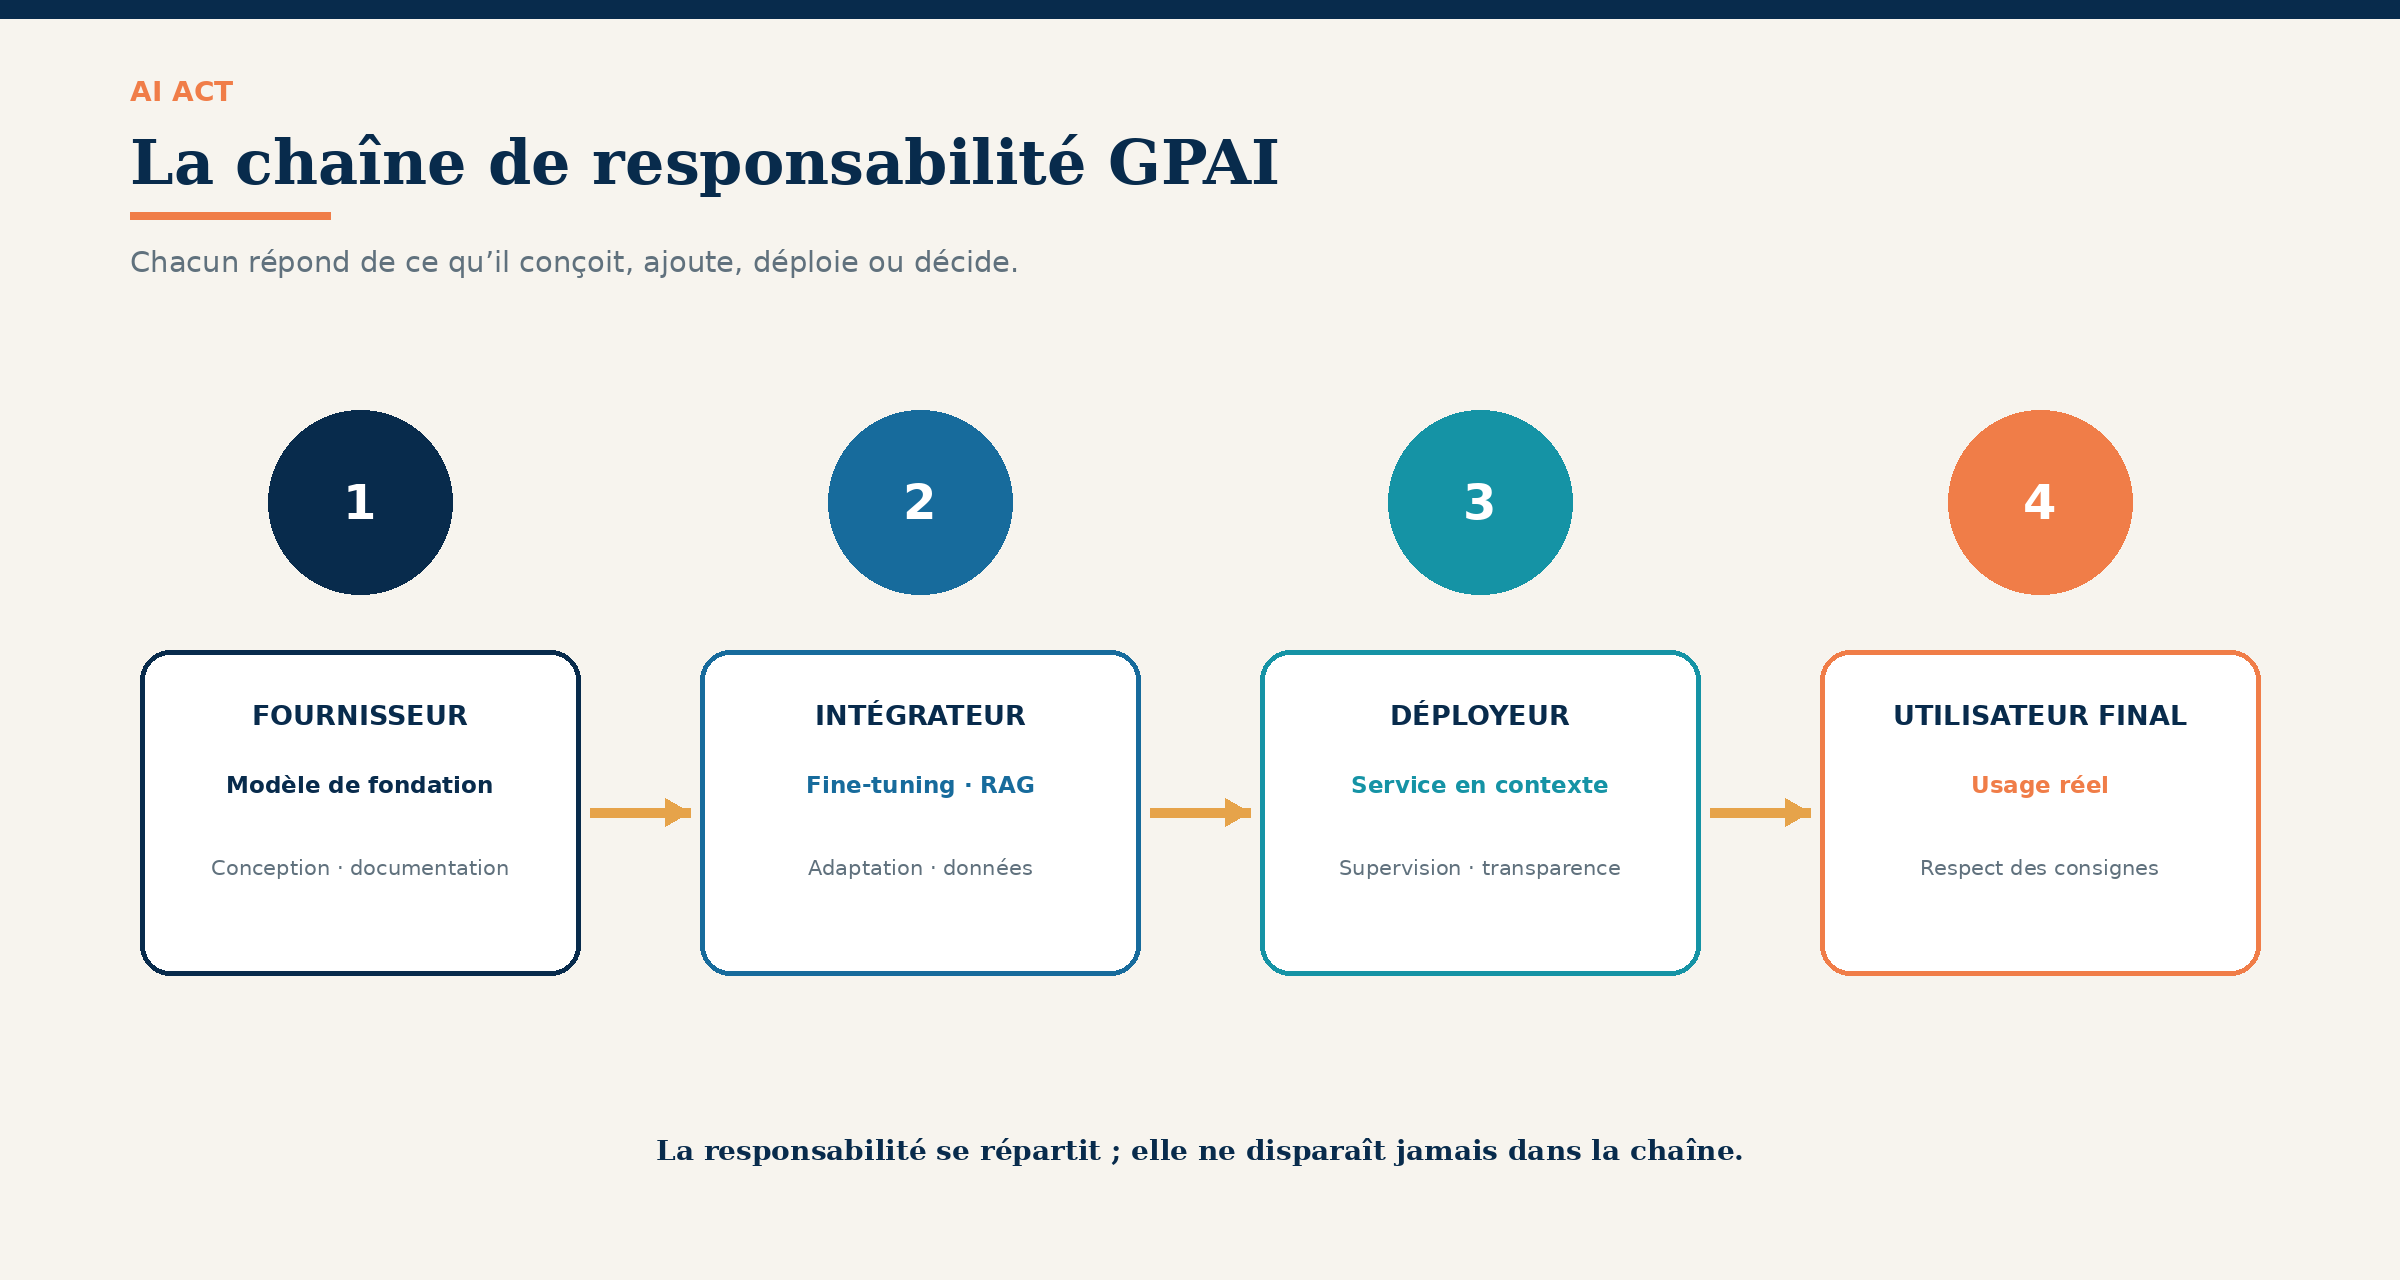 AI ACT
La chaîne de responsabilité GPAI
Chacun répond de ce qu’il conçoit, ajoute, déploie ou décide.
1
2
3
4
FOURNISSEUR
Modèle de fondation
Conception · documentation
INTÉGRATEUR
Fine-tuning · RAG
Adaptation · données
DÉPLOYEUR
Service en contexte
Supervision · transparence
UTILISATEUR FINAL
Usage réel
Respect des consignes
La responsabilité se répartit ; elle ne disparaît jamais dans la chaîne.